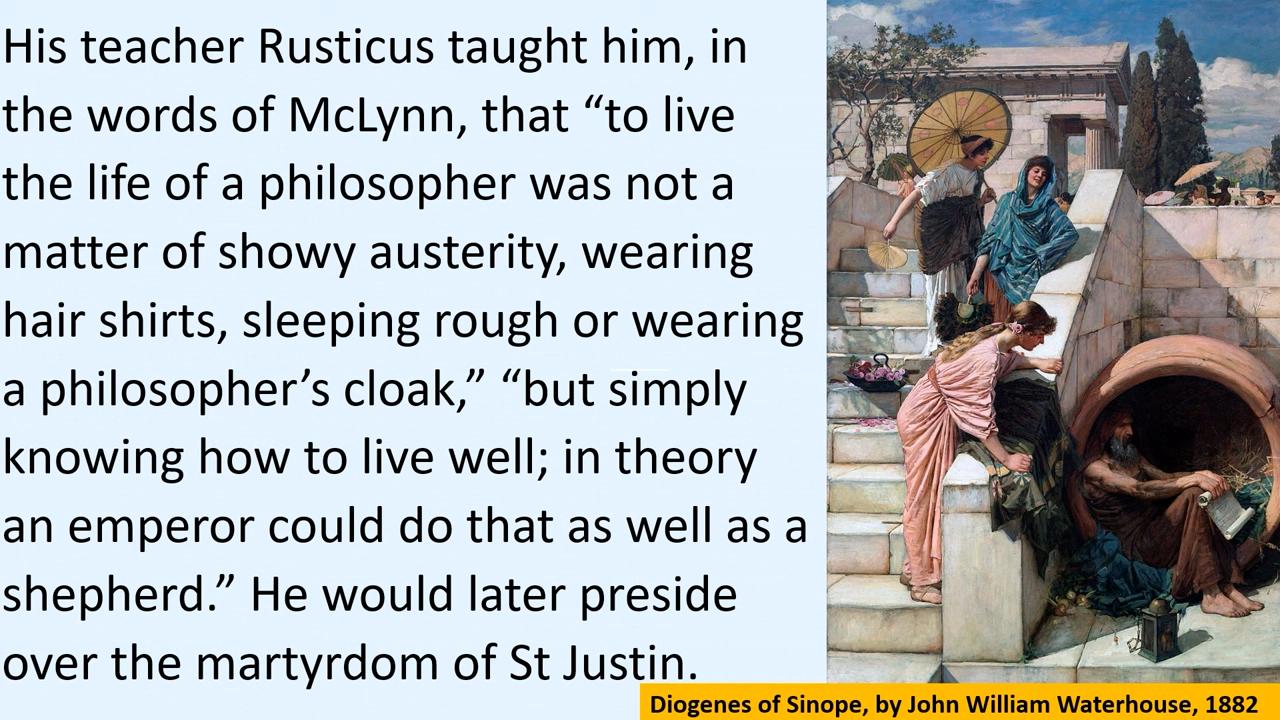 His teacher Rusticus taught him, in
the words of McLynn, that “to live
the life of a philosopher was not a
matter of showy austerity, wearing
hair shirts, sleeping rough or wearing
a philosopher’s cloak,” “but simply
knowing how to live well; in theory
an emperor could do that as well as a
shepherd.” He would later preside
over the martyrdom of St Justin.
Diogenes of Sinope, by John William Waterhouse, 1882